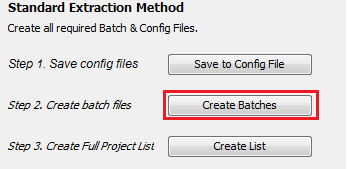 Standard Extraction Method
Create all required Batch & Config Files.
Step 1. Save config files Save to Config File
Step 2. Create batch files Create Batches
Step 3. Create Full Project List Create List